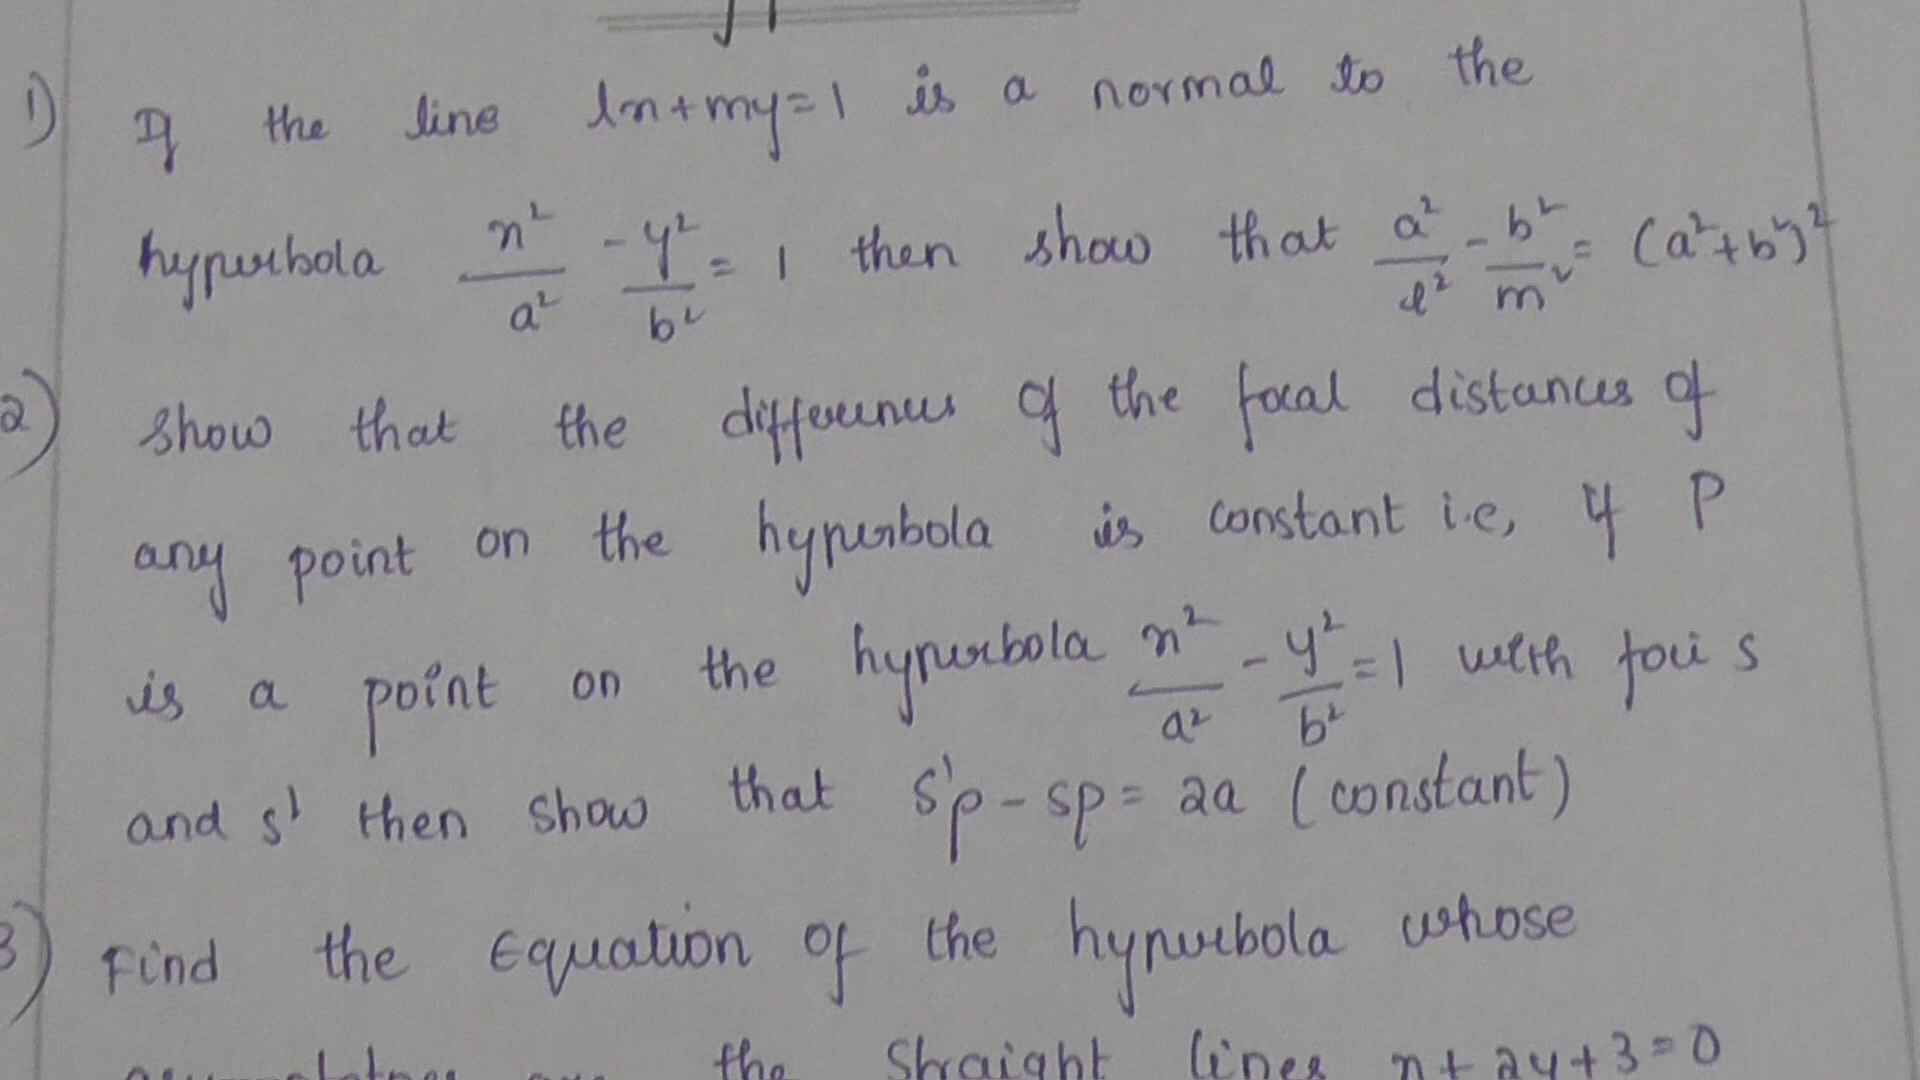 1) If the line lx+my=1 is a normal to the
hyperbola x²/a² - y²/b² = 1 then show that a²/l² - b²/m² = (a²+b²)²
2) show that the differences of the focal distances of
any point on the hyperbola is constant i.e, if P
is a point on the hyperbola x²/a² - y²/b² = 1 with foci s
and s' then show that s'p - sp = 2a (constant)
3) Find the Equation of the hyperbola whose
the straight lines x+2y+3=0